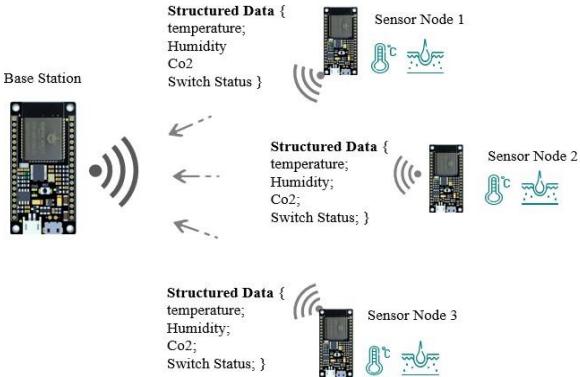 Structured Data {
temperature;
Humidity
Co2
Switch Status }
Sensor Node 1
°C
Base Station
Structured Data {
temperature;
Humidity;
Co2;
Switch Status; }
Sensor Node 2
°C
Structured Data {
temperature;
Humidity;
Co2;
Switch Status; }
Sensor Node 3
°C